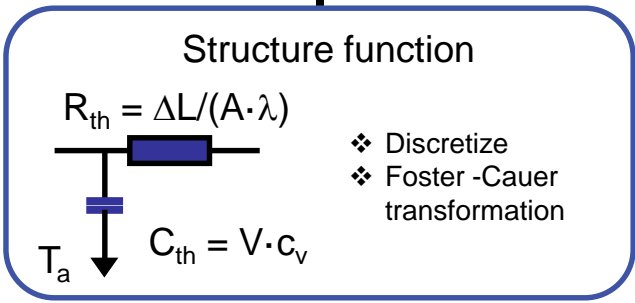 Structure function
R_th = ΔL/(A·λ)
❖ Discretize
❖ Foster -Cauer
transformation
C_th = V·c_v
T_a